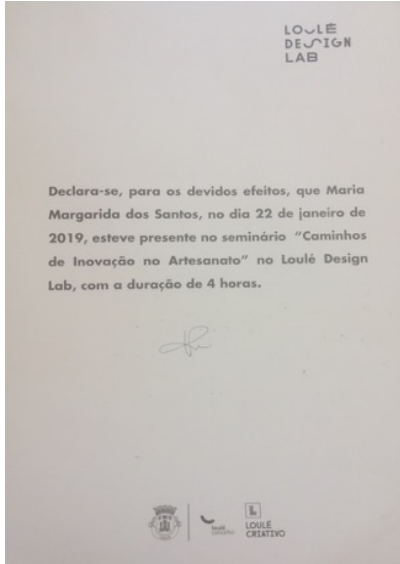 LOULÉ
DESIGN
LAB
Declara-se, para os devidos efeitos, que Maria
Margarida dos Santos, no dia 22 de janeiro de
2019, esteve presente no seminário “Caminhos
de Inovação no Artesanato” no Loulé Design
Lab, com a duração de 4 horas.
loulé
concelho
L
LOULÉ
CRIATIVO